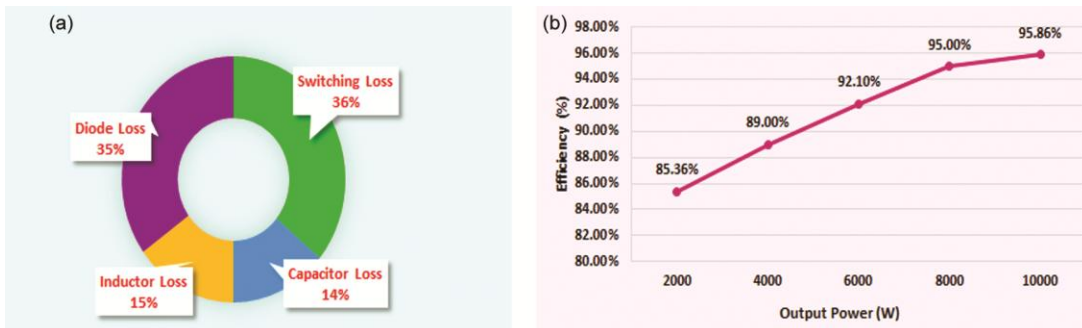 (a)
Switching Loss
36%
Diode Loss
35%
Inductor Loss
15%
Capacitor Loss
14%
(b)
98.00%
96.00%
94.00%
92.00%
90.00%
88.00%
86.00%
84.00%
82.00%
80.00%
Efficiency (%)
85.36%
89.00%
92.10%
95.00%
95.86%
2000 4000 6000 8000 10000
Output Power (W)